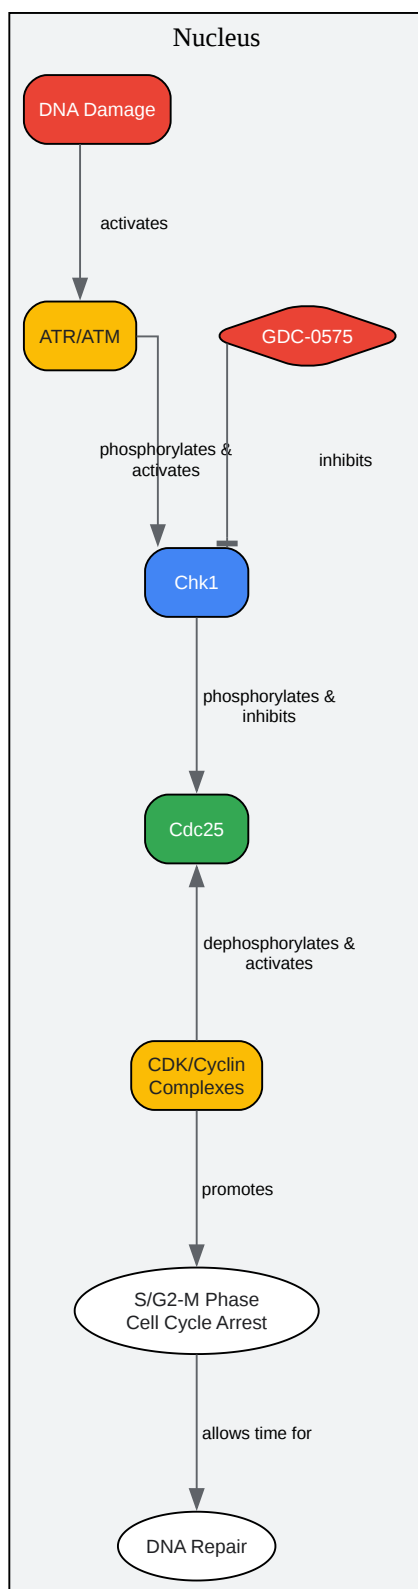 Nucleus
DNA Damage
activates
ATR/ATM
GDC-0575
phosphorylates &
activates
inhibits
Chk1
phosphorylates &
inhibits
Cdc25
dephosphorylates &
activates
CDK/Cyclin
Complexes
promotes
S/G2-M Phase
Cell Cycle Arrest
allows time for
DNA Repair